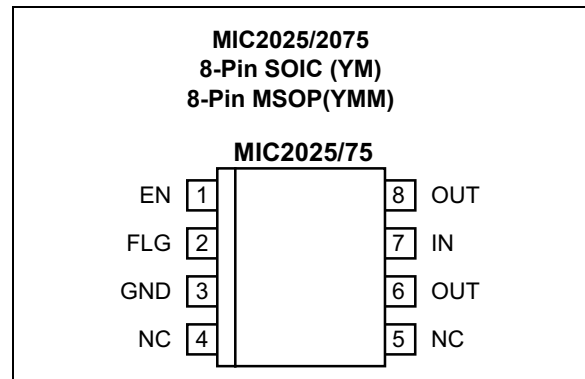 MIC2025/2075
8-Pin SOIC (YM)
8-Pin MSOP(YMM)
MIC2025/75
EN 1 8 OUT
FLG 2 7 IN
GND 3 6 OUT
NC 4 5 NC